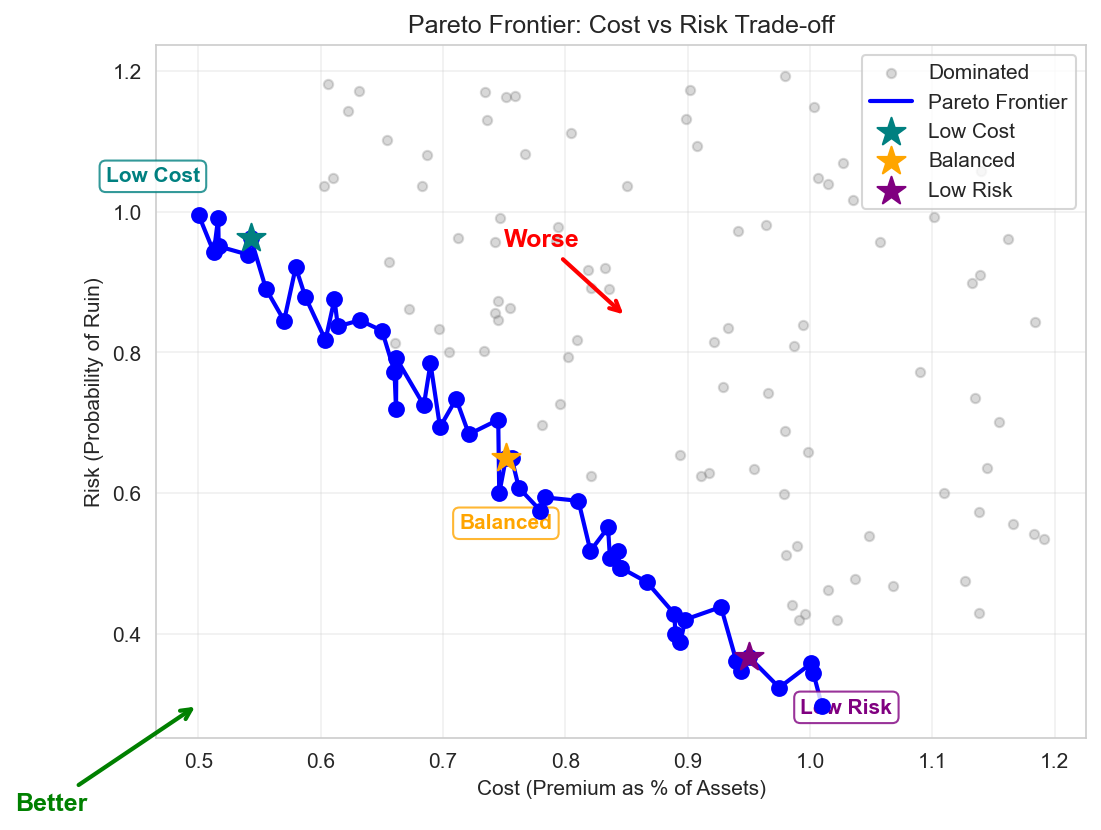 Pareto Frontier: Cost vs Risk Trade-off
Dominated
Pareto Frontier
Low Cost
Balanced
Low Risk
Low Cost
Worse
Balanced
Low Risk
Better
Risk (Probability of Ruin)
1.2
1.0
0.8
0.6
0.4
0.5
0.6
0.7
0.8
0.9
1.0
1.1
1.2
Cost (Premium as % of Assets)